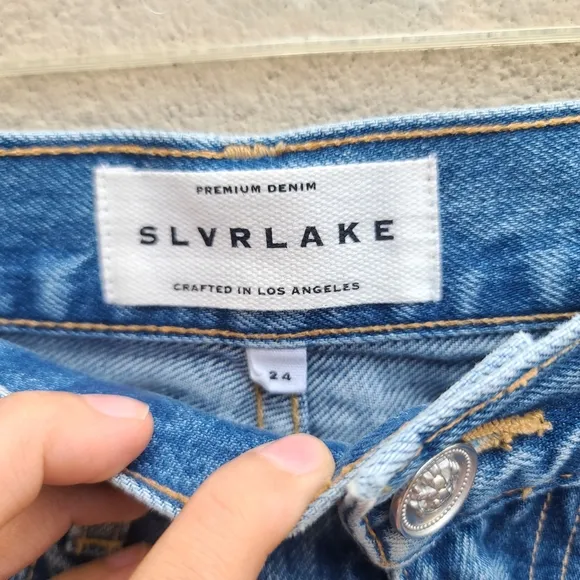 PREMIUM DENIM
SLVRLAKE
CRAFTED IN LOS ANGELES
24